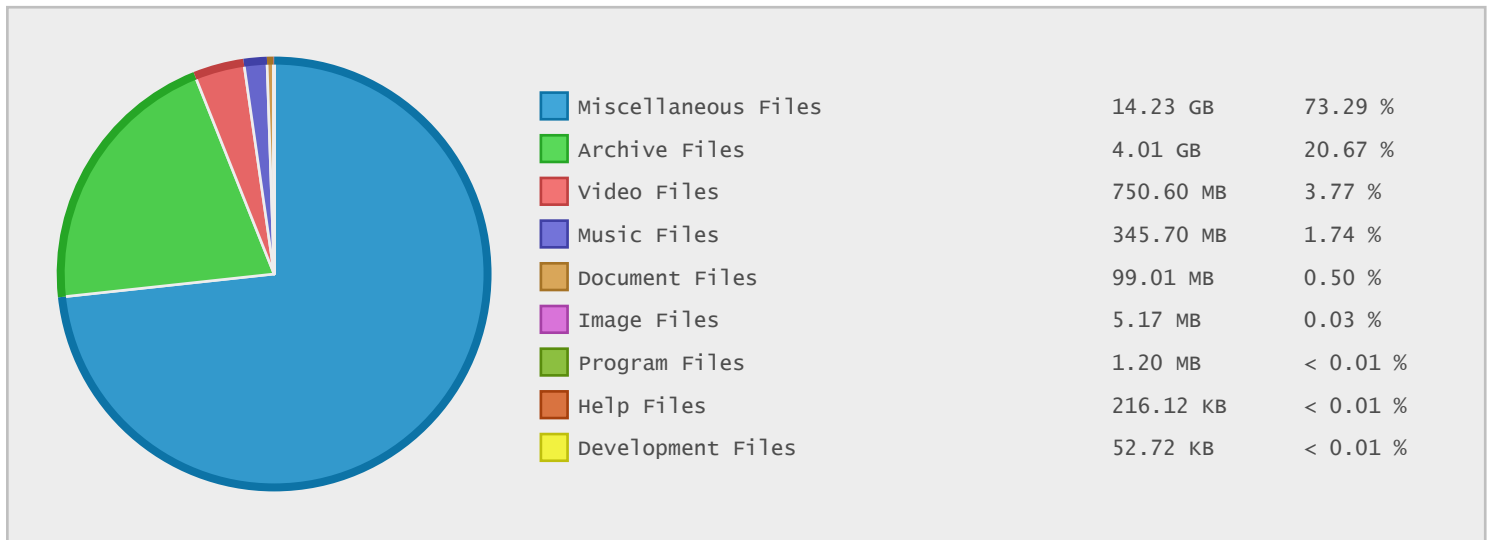 Miscellaneous Files 14.23 GB 73.29 %
Archive Files 4.01 GB 20.67 %
Video Files 750.60 MB 3.77 %
Music Files 345.70 MB 1.74 %
Document Files 99.01 MB 0.50 %
Image Files 5.17 MB 0.03 %
Program Files 1.20 MB < 0.01 %
Help Files 216.12 KB < 0.01 %
Development Files 52.72 KB < 0.01 %